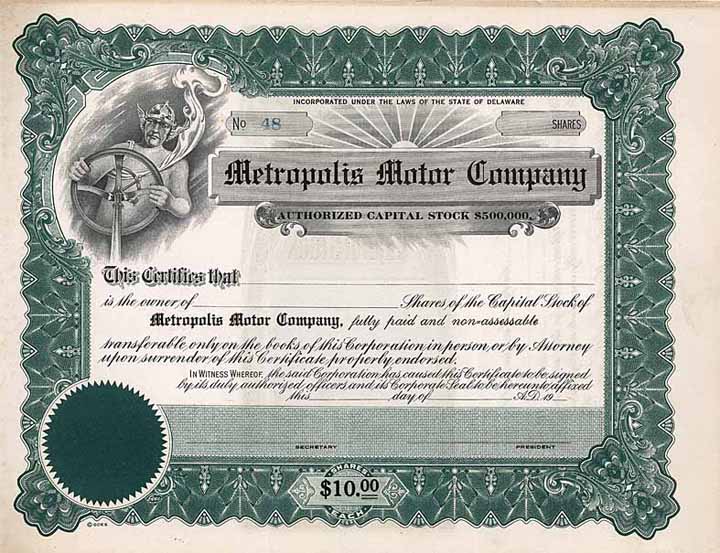 INCORPORATED UNDER THE LAWS OF THE STATE OF DELAWARE
No 48 SHARES
Metropolis Motor Company
AUTHORIZED CAPITAL STOCK $500,000.
This Certifies that
is the owner of Shares of the Capital Stock of
Metropolis Motor Company, fully paid and non-assessable
transferable only on the books of this Corporation in person, or by Attorney
upon surrender of this Certificate properly endorsed.
IN WITNESS WHEREOF, the said Corporation has caused this Certificate to be signed
by its duly authorized officers, and its Corporate Seal to be hereunto affixed
this day of A.D. 19
SECRETARY PRESIDENT
SHARES
$10.00
EACH
© GOES